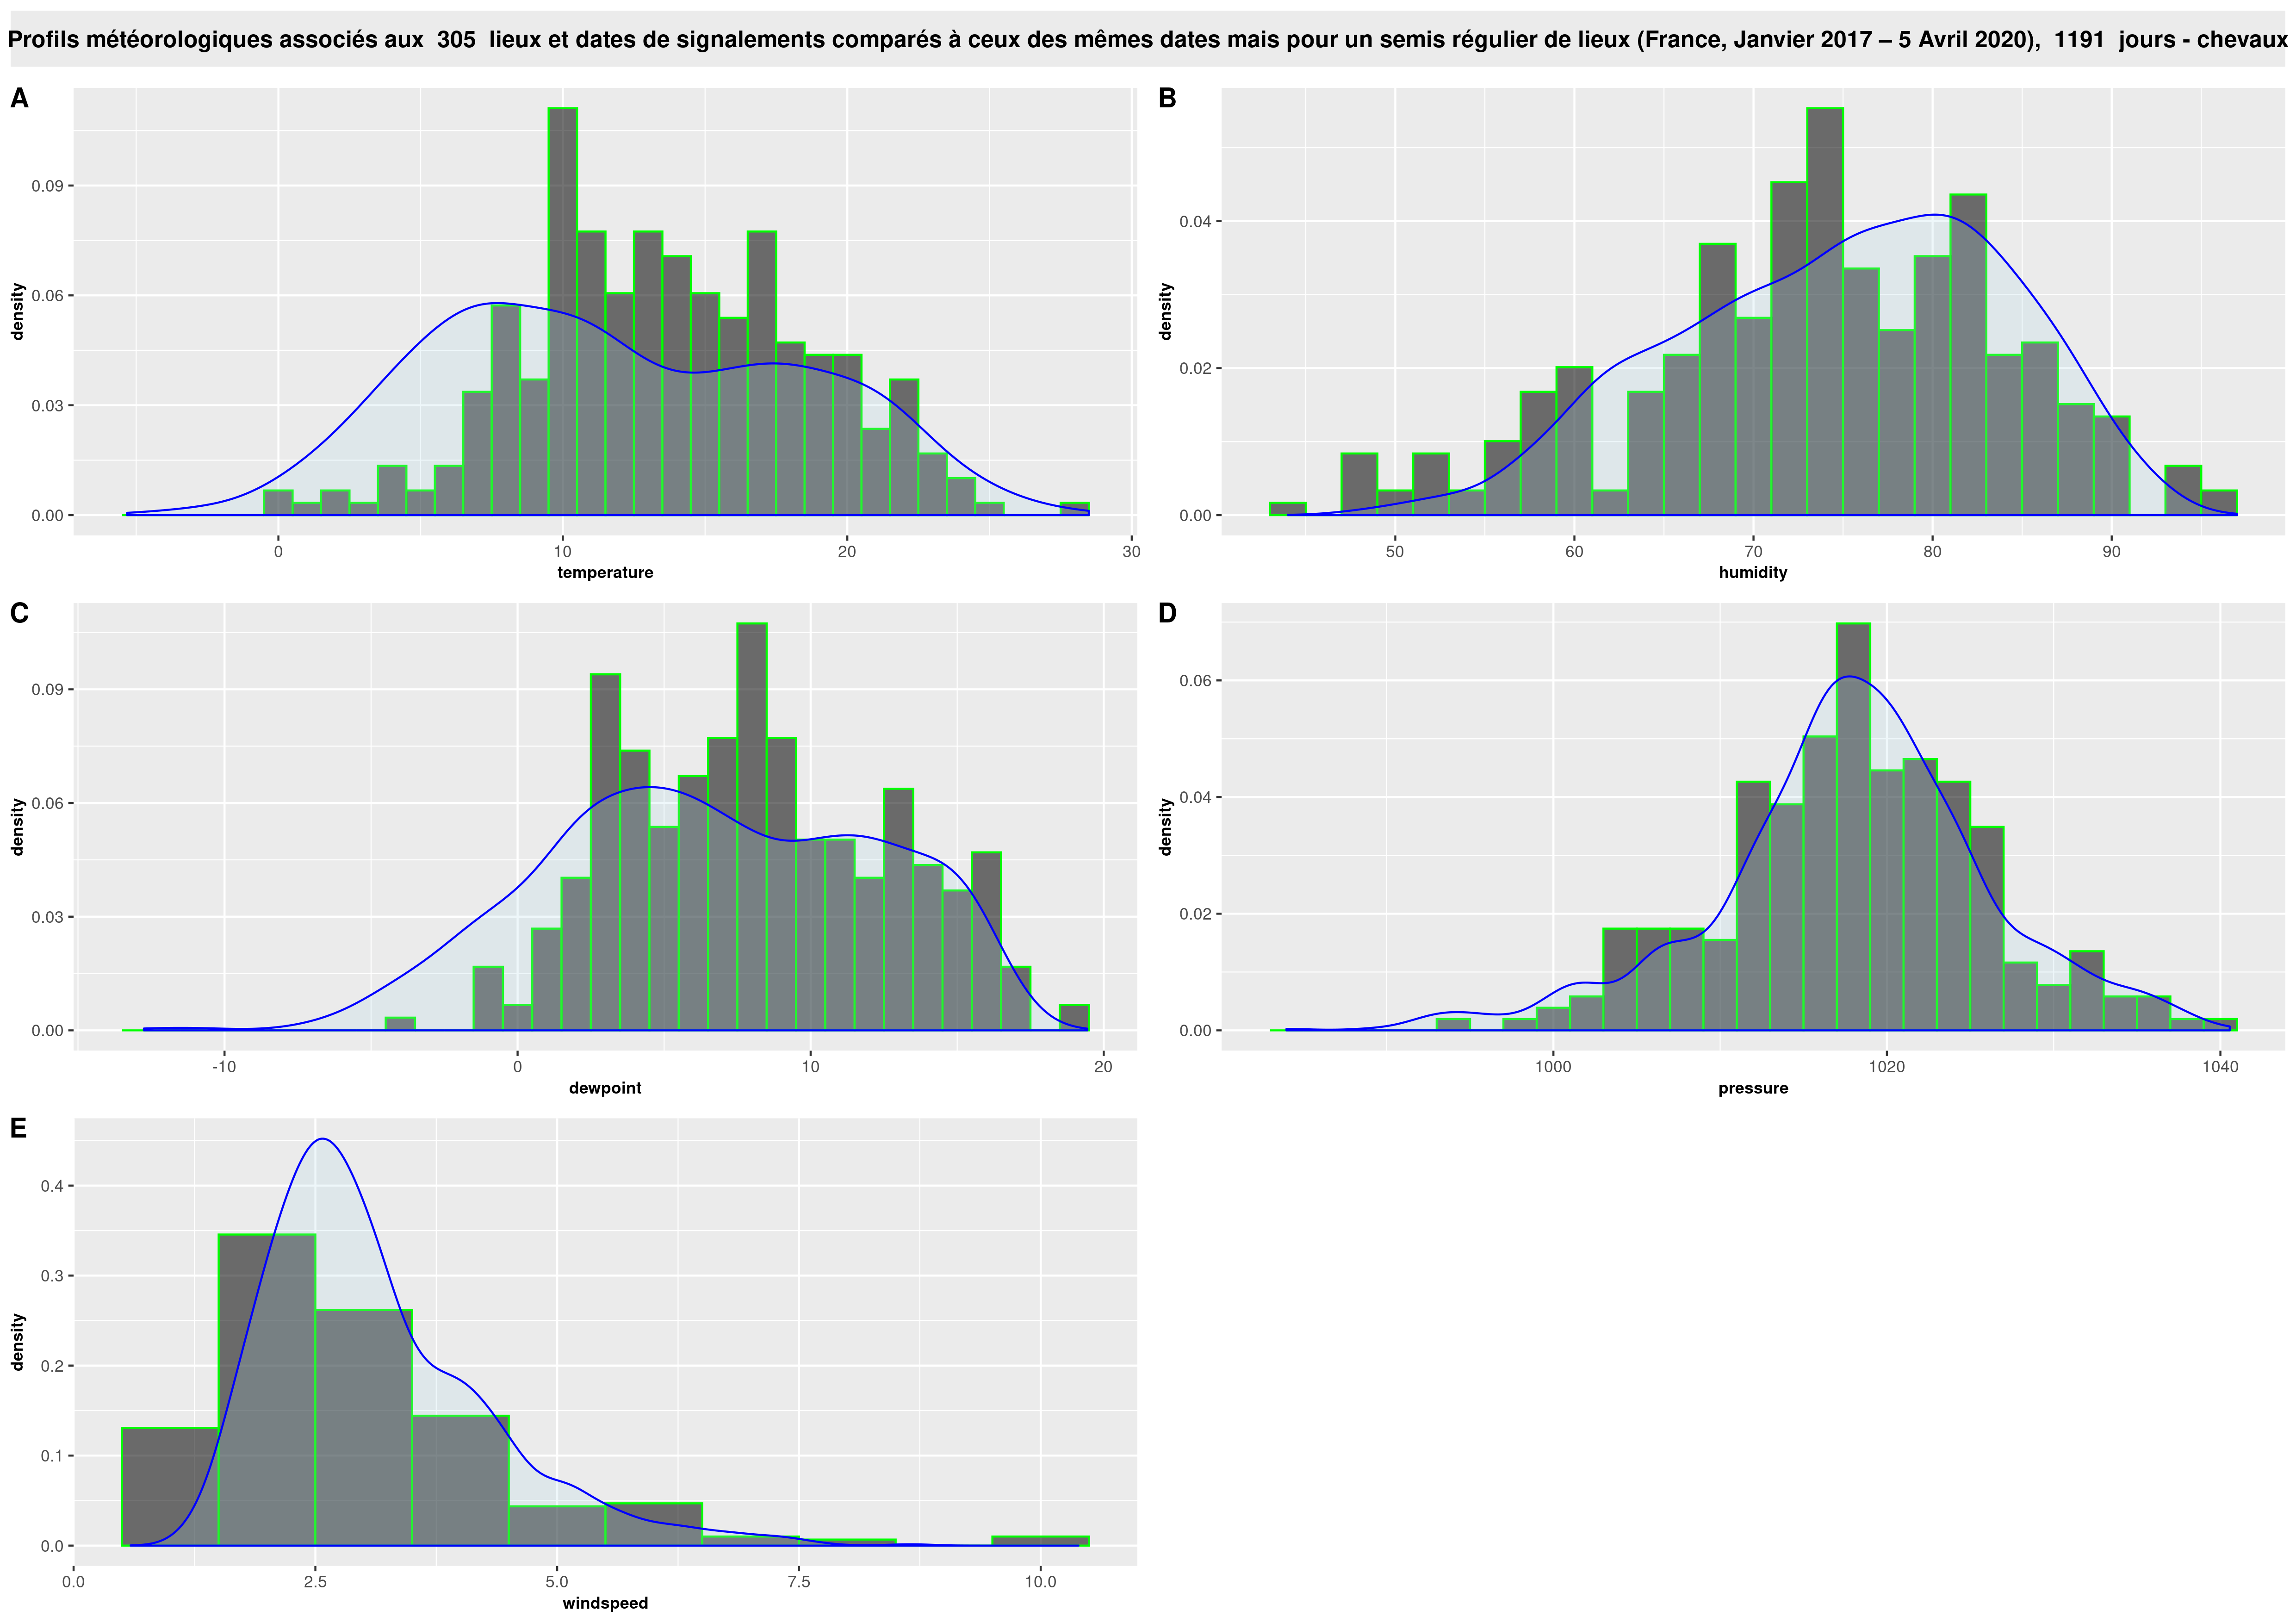 Profils météorologiques associés aux  305  lieux et dates de signalements comparés à ceux des mêmes dates mais pour un semis régulier de lieux (France, Janvier 2017 – 5 Avril 2020),  1191  jours - chevaux
A
density
0.09
0.06
0.03
0.00
0 10 20 30
temperature
B
density
0.04
0.02
0.00
50 60 70 80 90
humidity
C
density
0.09
0.06
0.03
0.00
-10 0 10 20
dewpoint
D
density
0.06
0.04
0.02
0.00
1000 1020 1040
pressure
E
density
0.4
0.3
0.2
0.1
0.0
0.0 2.5 5.0 7.5 10.0
windspeed